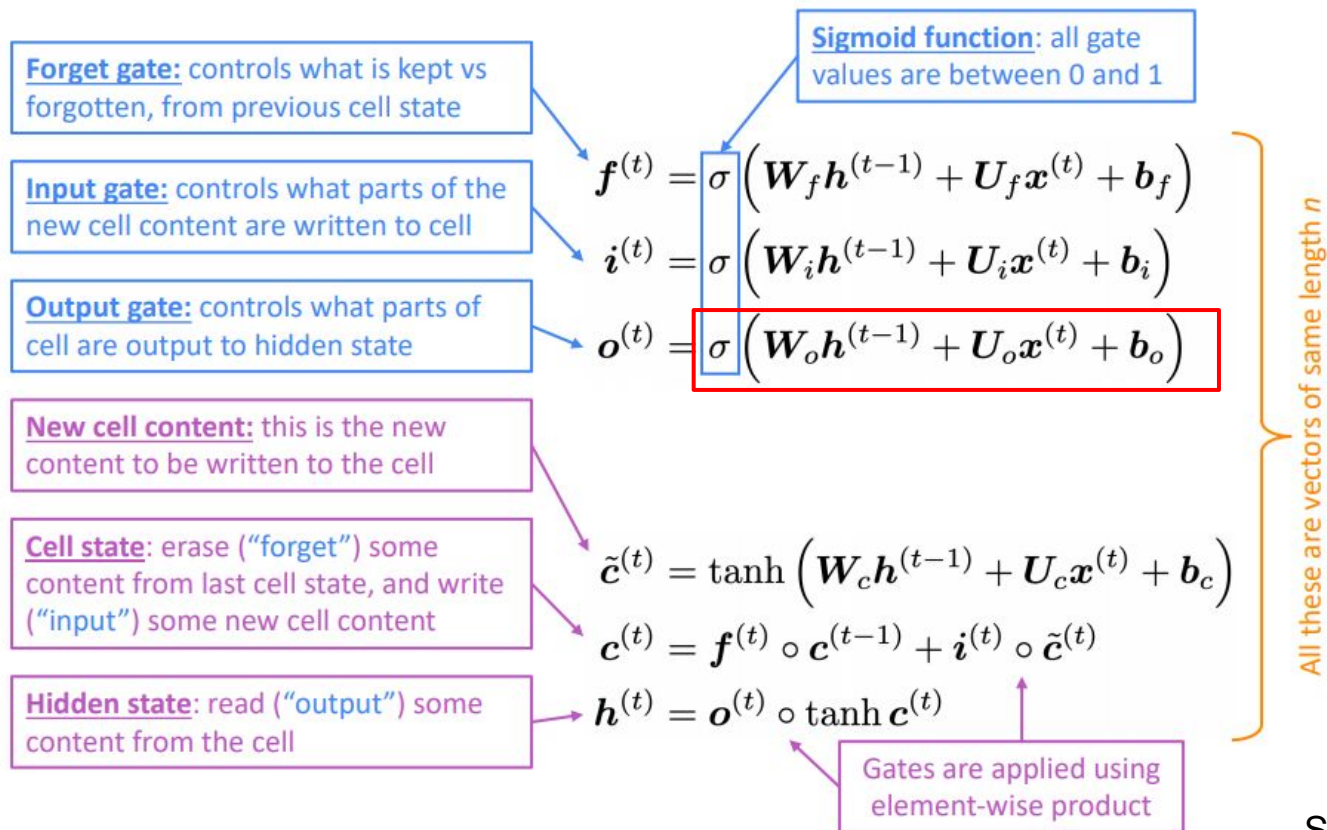 Sigmoid function: all gate
values are between 0 and 1
Forget gate: controls what is kept vs
forgotten, from previous cell state
Input gate: controls what parts of the
new cell content are written to cell
Output gate: controls what parts of
cell are output to hidden state
𝒇^(t) = σ(𝑾_f 𝒉^(t−1) + 𝑼_f 𝒙^(t) + 𝒃_f)
𝒊^(t) = σ(𝑾_i 𝒉^(t−1) + 𝑼_i 𝒙^(t) + 𝒃_i)
𝒐^(t) = σ(𝑾_o 𝒉^(t−1) + 𝑼_o 𝒙^(t) + 𝒃_o)
New cell content: this is the new
content to be written to the cell
Cell state: erase (“forget”) some
content from last cell state, and write
(“input”) some new cell content
Hidden state: read (“output”) some
content from the cell
𝒄̃^(t) = tanh(𝑾_c 𝒉^(t−1) + 𝑼_c 𝒙^(t) + 𝒃_c)
𝒄^(t) = 𝒇^(t) ∘ 𝒄^(t−1) + 𝒊^(t) ∘ 𝒄̃^(t)
𝒉^(t) = 𝒐^(t) ∘ tanh 𝒄^(t)
Gates are applied using
element-wise product
All these are vectors of same length n